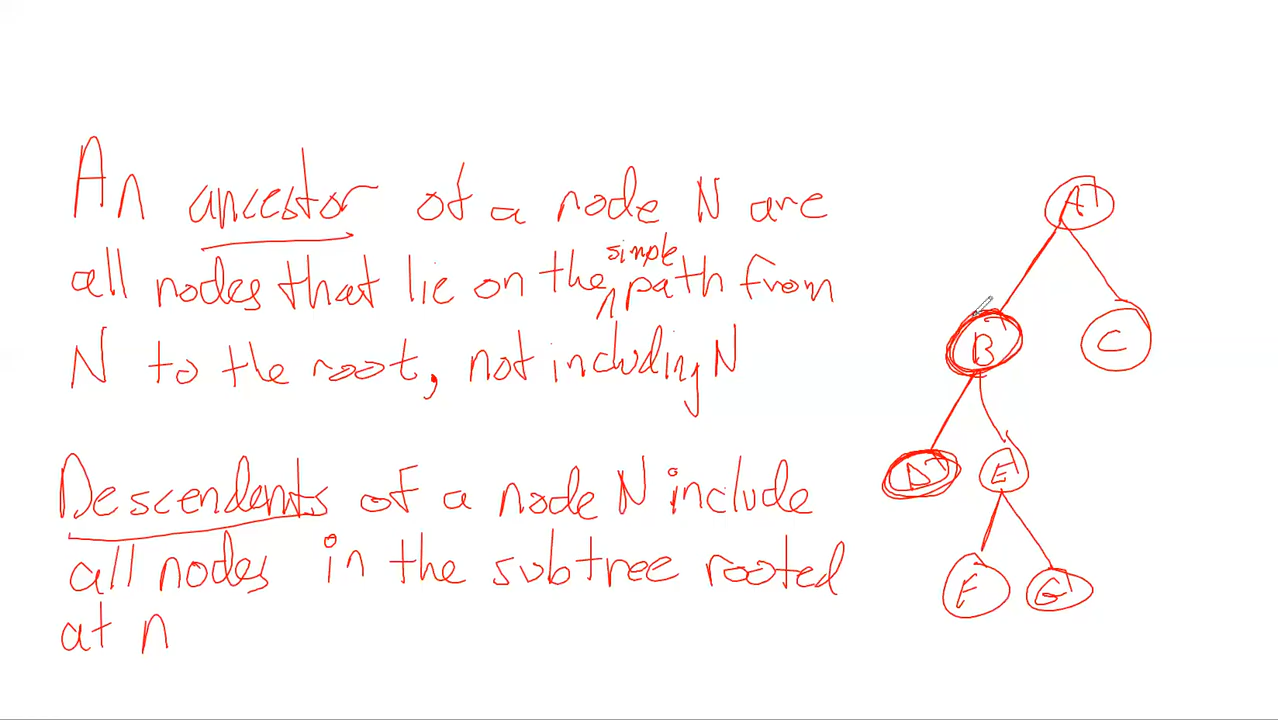 An ancestor of a node N are
all nodes that lie on the simple path from
N to the root, not including N
Descendents of a node N include
all nodes in the subtree rooted
at n
A
B
C
D
E
F
G